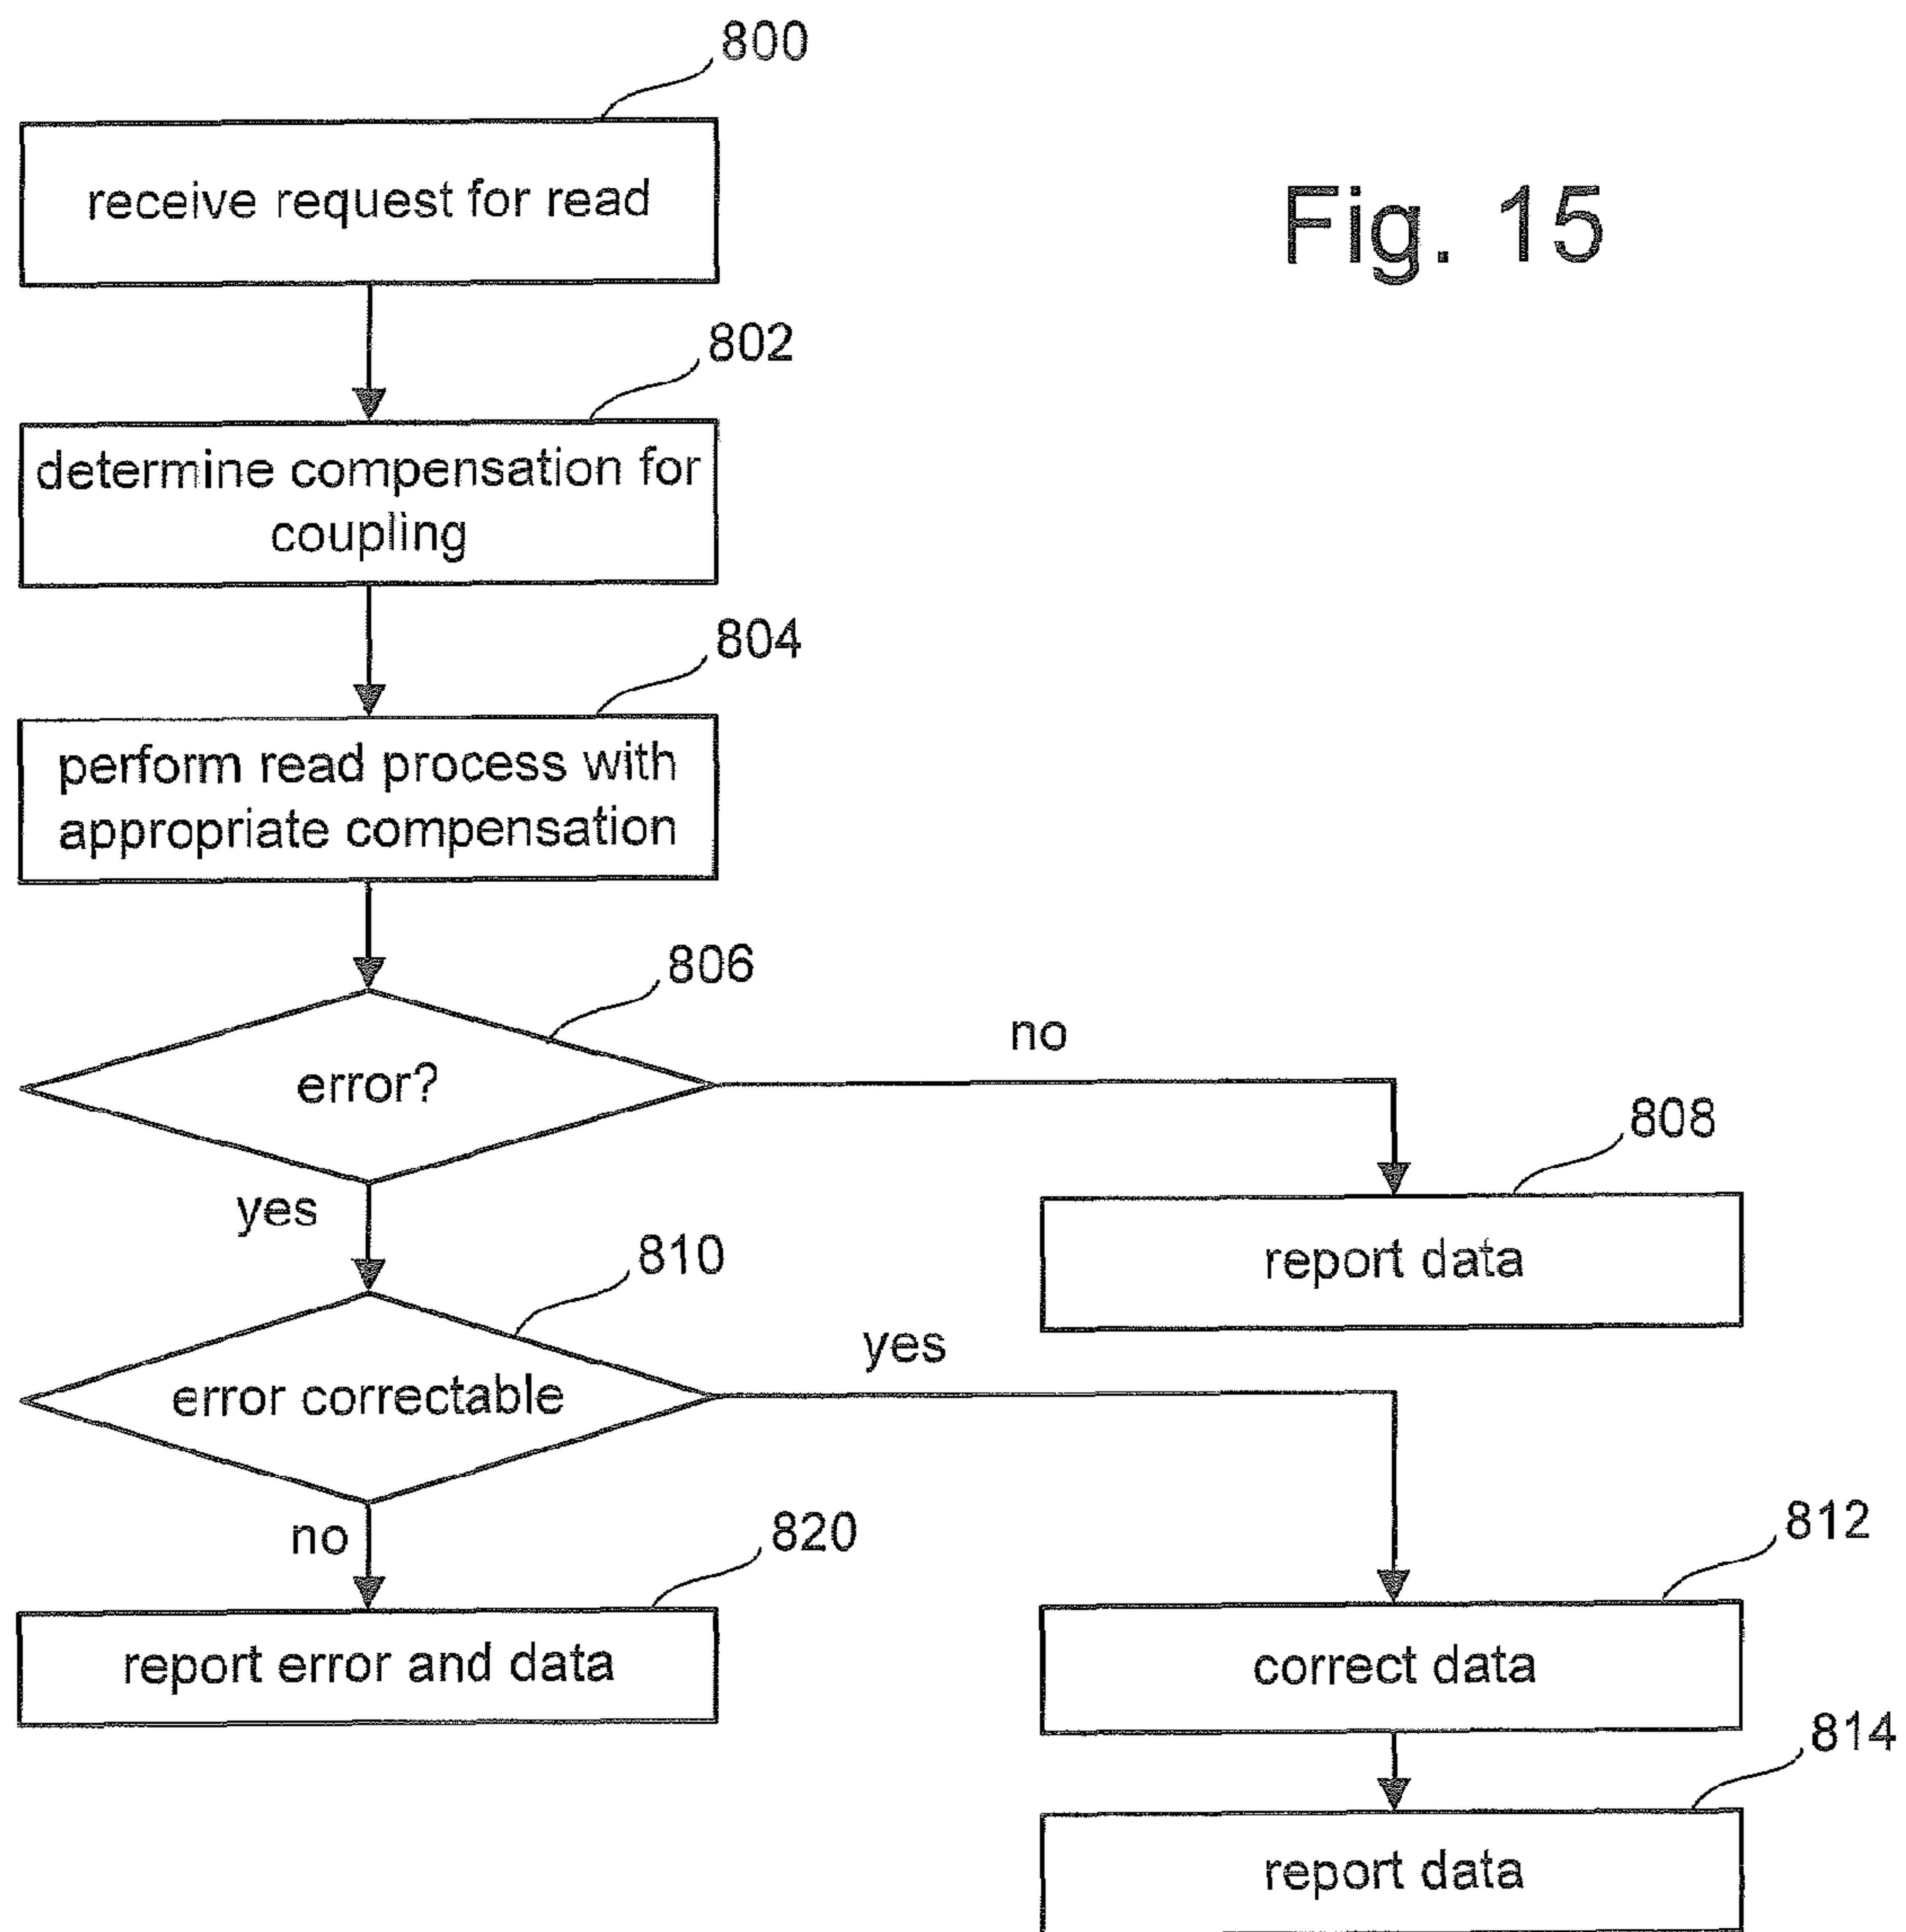 800
receive request for read
Fig. 15
802
determine compensation for
coupling
804
perform read process with
appropriate compensation
806
error?
no
808
report data
yes
810
error correctable
yes
812
correct data
814
report data
no
820
report error and data